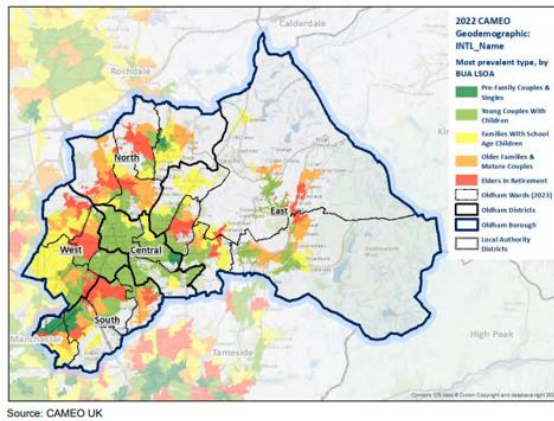 2022 CAMEO
Geodemographic:
INTL_Name
Most prevalent type, by
BUA LSOA
Pre-Family Couples &
Singles
Young Couples With
Children
Families With School
Age Children
Older Families &
Mature Couples
Elders In Retirement
Oldham Wards (2023)
Oldham Districts
Oldham Borough
Local Authority
Districts
Calderdale
Rochdale
North
East
West
Central
South
Manchester
Tameside
High Peak
Source: CAMEO UK